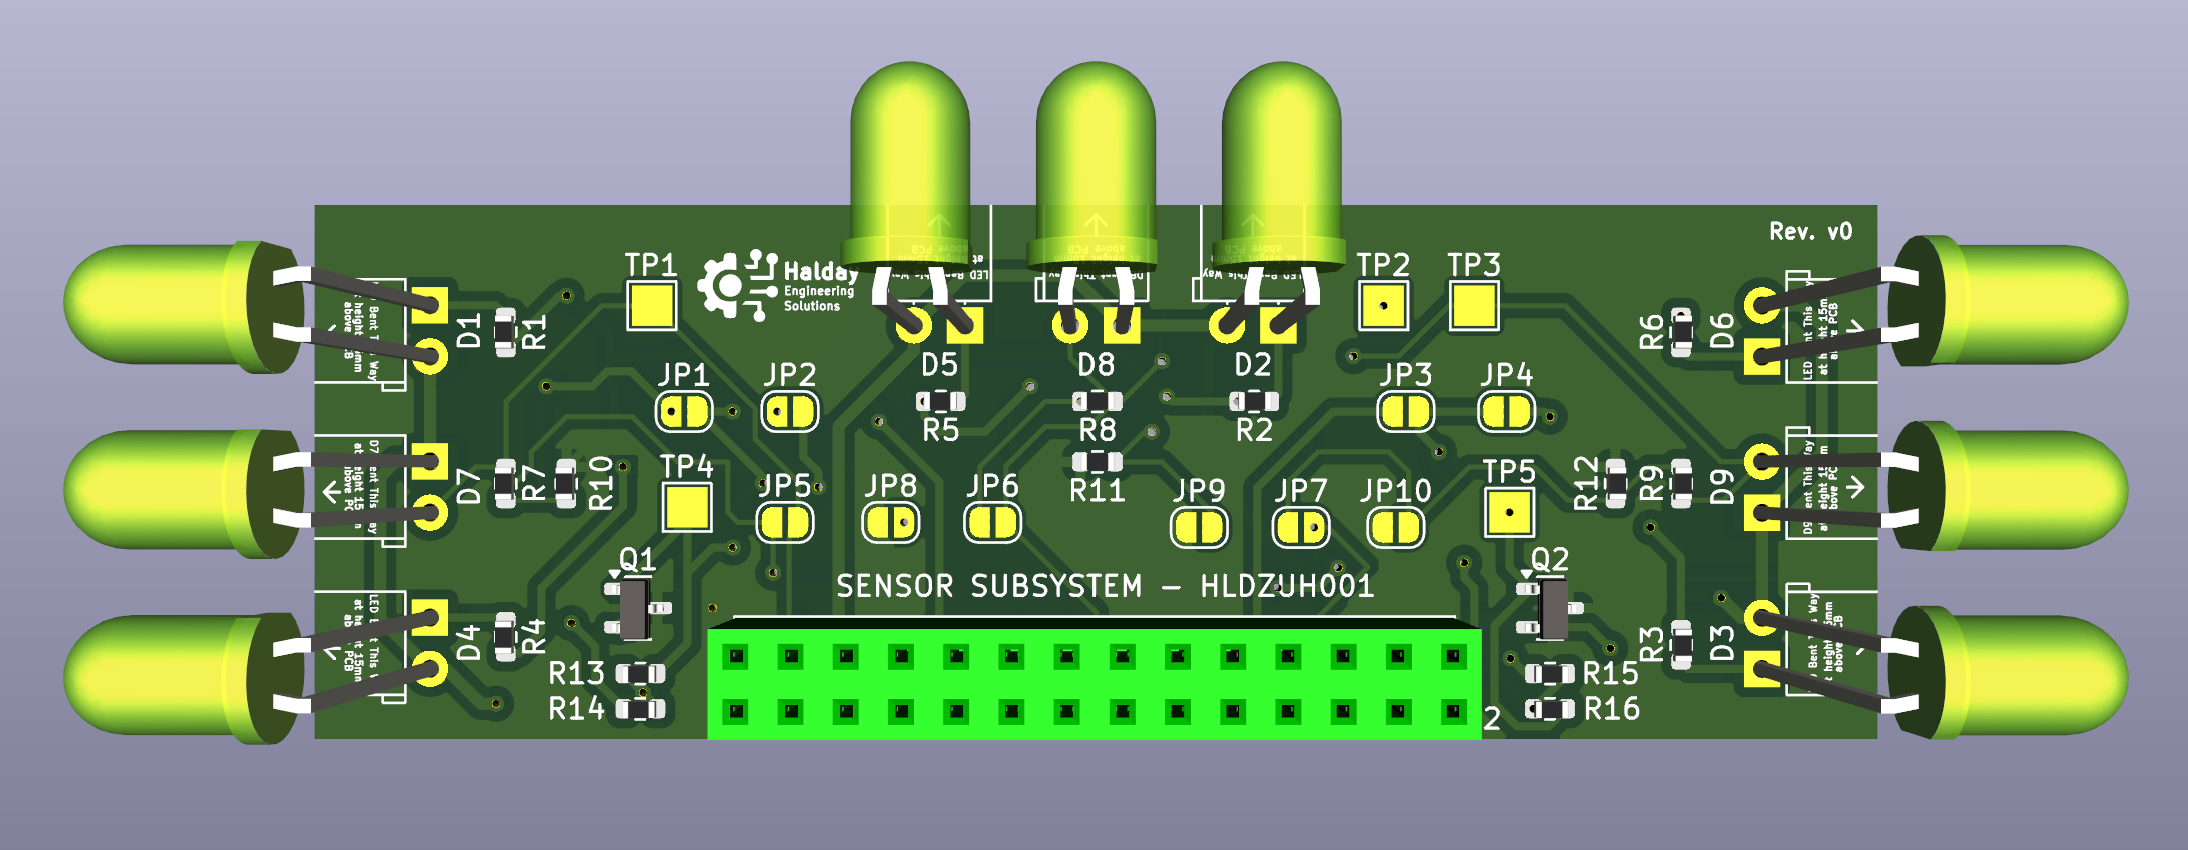 Rev. v0
Halday
Engineering
Solutions
TP1
TP2
TP3
D1
R1
R6
D6
D5
D8
D2
JP1
JP2
JP3
JP4
R5
R8
R2
TP4
D7
R7
R10
JP5
JP8
JP6
R11
JP9
JP7
JP10
TP5
R12
R9
D9
Q1
Q2
SENSOR SUBSYSTEM - HLDZUH001
D4
R4
R3
D3
R13
R14
R15
R16
2